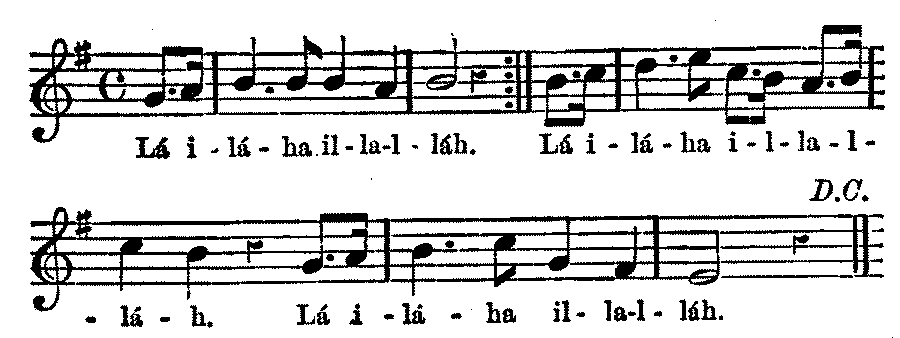 Lá i - lá - ha il - la-l - láh. Lá i - lá - ha i - l - la - l -
D.C.
- lá - h. Lá i - lá - ha il - la-l - láh.